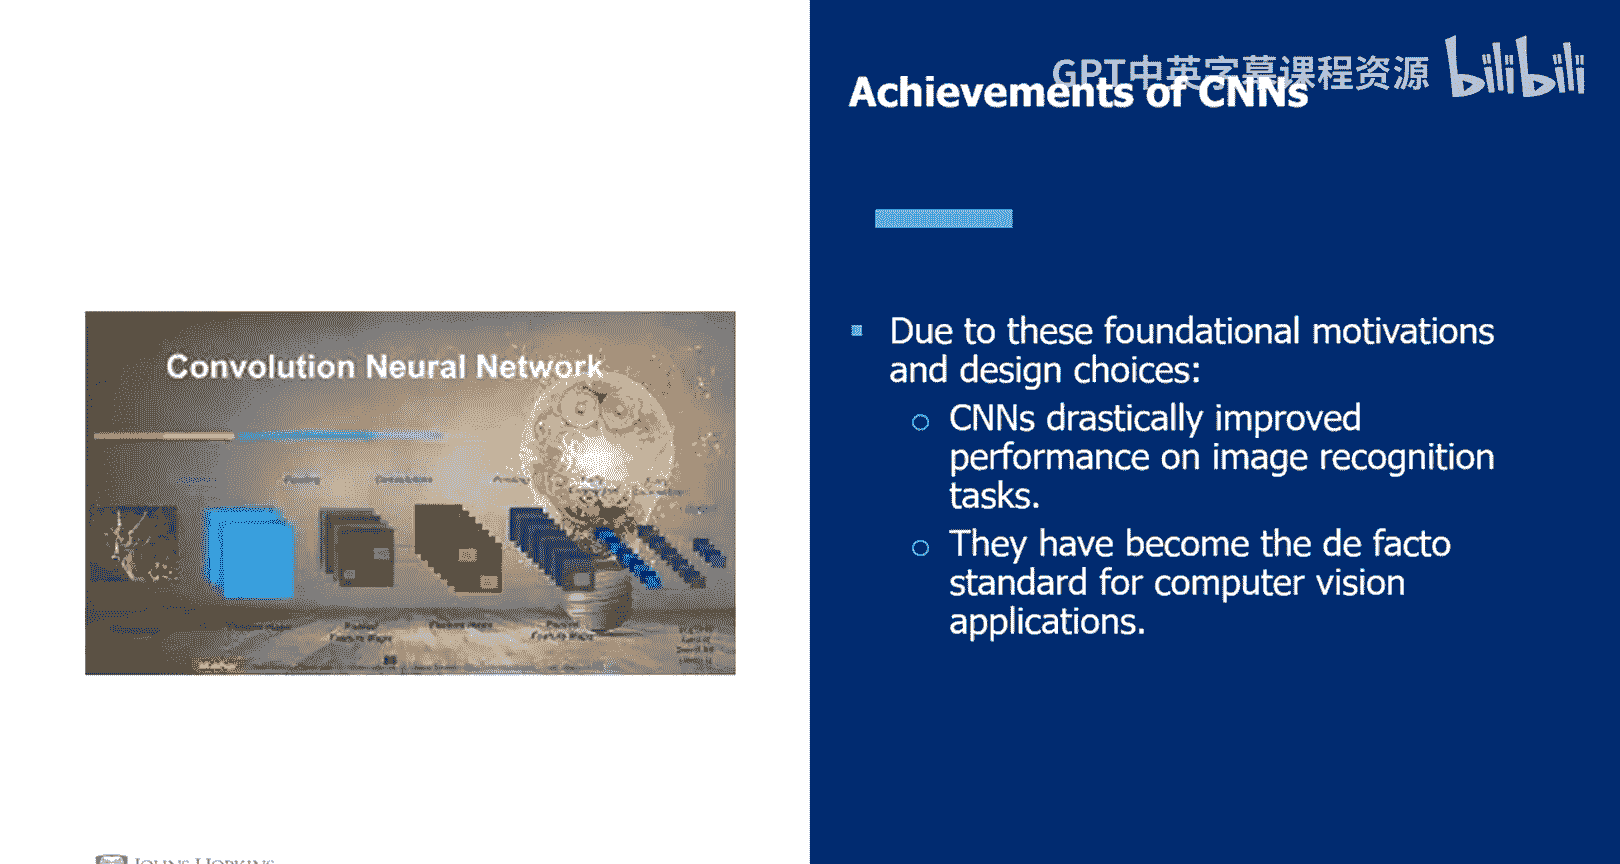 GPT中英字幕课程资源 bilibili
Achievements of CNNs
Due to these foundational motivations
and design choices:
CNNs drastically improved
performance on image recognition
tasks.
They have become the de facto
standard for computer vision
applications.
Convolution Neural Network
JOHNS HOPKINS